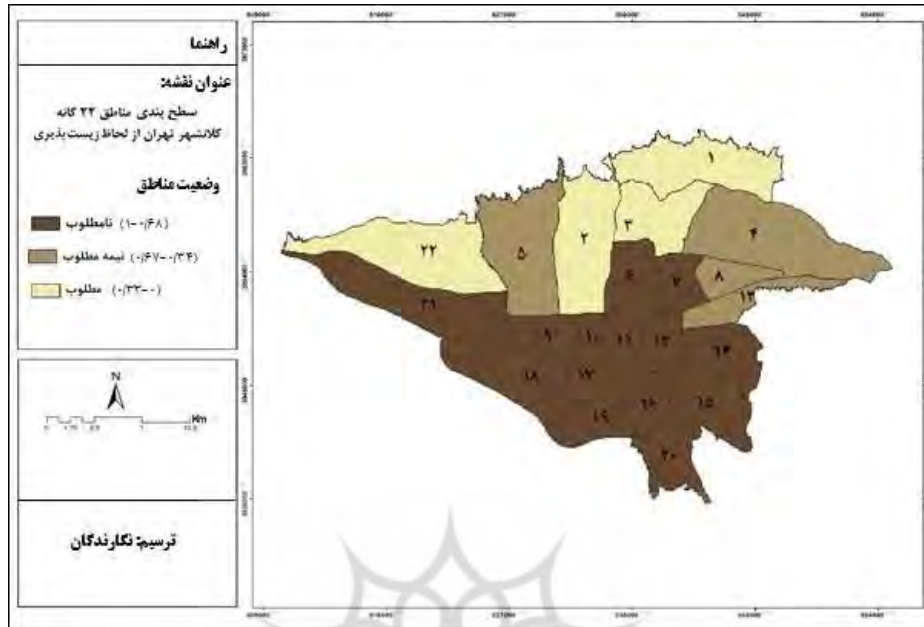 راهنما
عنوان نقشه:
سطح بندی مناطق ۲۲ گانه
کلانشهر تهران از لحاظ زیست پذیری
وضعیت مناطق
نامطلوب (۱-۰/۶۸)
نیمه مطلوب (۰/۶۷-۰/۳۴)
مطلوب (۰/۳۳-۰)
N
Km
ترسیم: نگارندگان
۱
۲
۳
۴
۵
۶
۷
۸
۱۳
۲۲
۲۱
۹
۱۰
۱۱
۱۲
۱۴
۱۸
۱۷
۱۹
۱۶
۱۵
۲۰